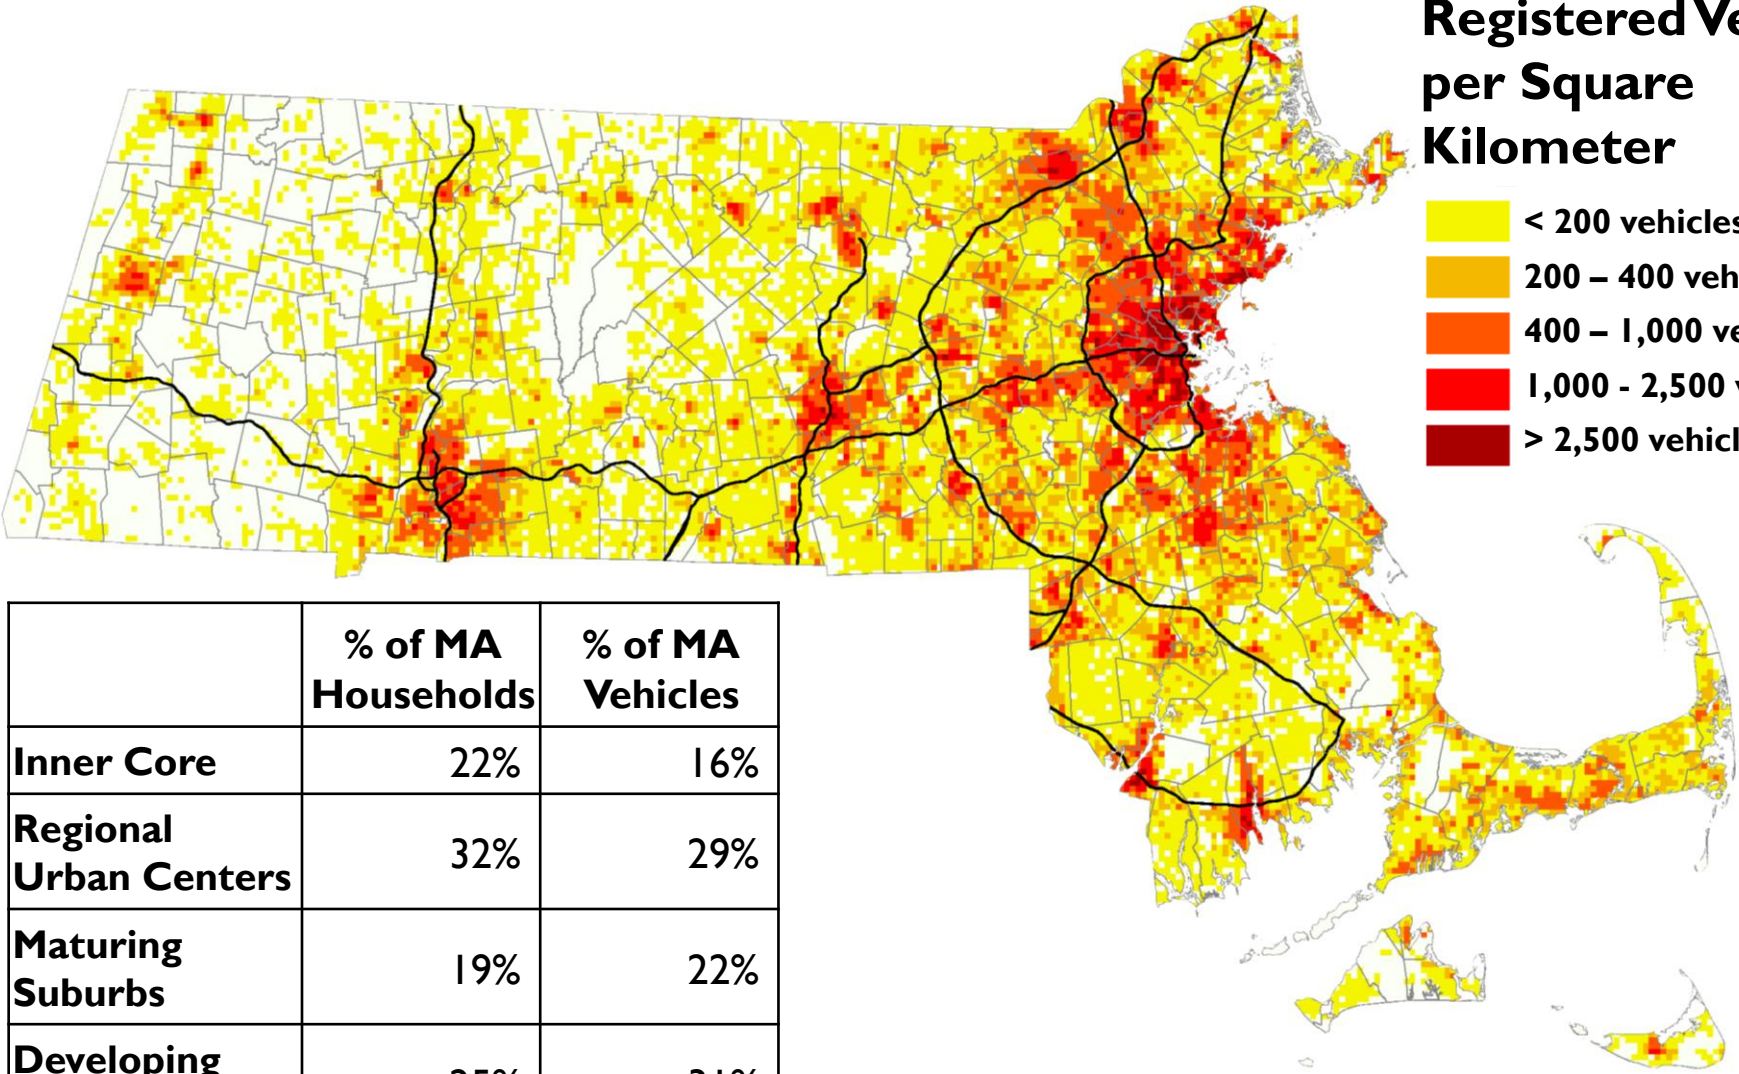 Registered
per Square
Kilometer
< 200 vehicles
200 – 400
400 – 1,000
1,000 - 2,500
> 2,500
% of MA Households
% of MA Vehicles
Inner Core 22% 16%
Regional Urban Centers 32% 29%
Maturing Suburbs 19% 22%
Developing